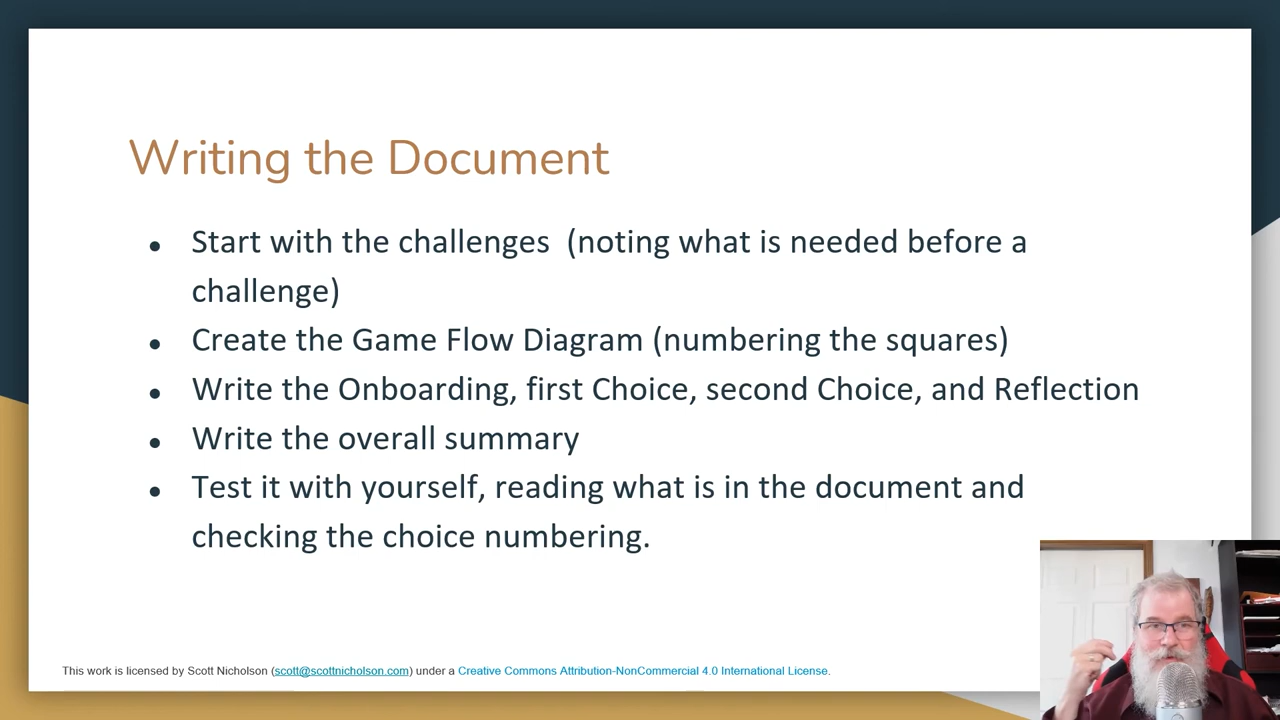 Writing the Document
● Start with the challenges  (noting what is needed before a
challenge)
● Create the Game Flow Diagram (numbering the squares)
● Write the Onboarding, first Choice, second Choice, and Reflection
● Write the overall summary
● Test it with yourself, reading what is in the document and
checking the choice numbering.
This work is licensed by Scott Nicholson (scott@scottnicholson.com) under a Creative Commons Attribution-NonCommercial 4.0 International License.